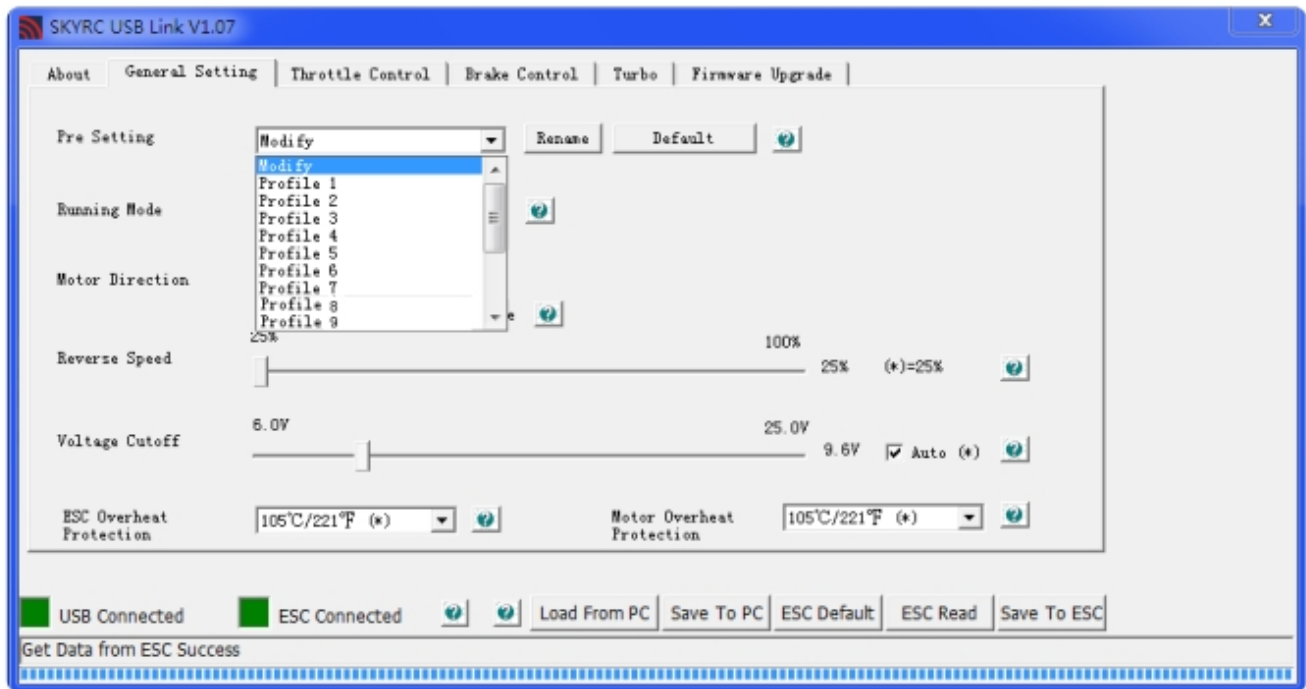 SKYRC USB Link V1.07
x
About General Setting Throttle Control Brake Control Turbo Firmware Upgrade
Pre Setting Modify Rename Default ?
Modify
Profile 1
Profile 2
Running Mode ?
Profile 3
Profile 4
Profile 5
Profile 6
Motor Direction
Profile 7
Profile 8
Profile 9 e ?
25% 100%
Reverse Speed 25% (*)=25% ?
6.0V 25.0V
Voltage Cutoff 9.6V Auto (*) ?
ESC Overheat Protection 105℃/221℉ (*) ? Motor Overheat Protection 105℃/221℉ (*) ?
USB Connected ESC Connected ? ? Load From PC Save To PC ESC Default ESC Read Save To ESC
Get Data from ESC Success